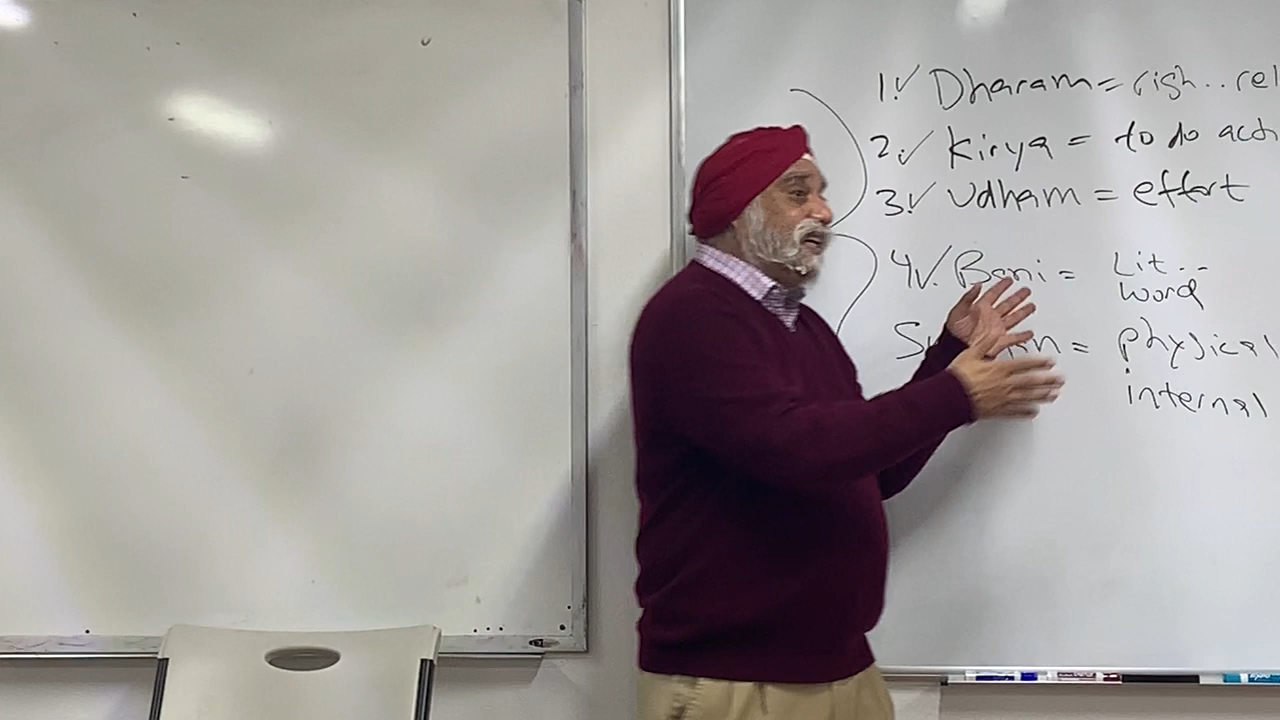 1.✓ Dharam = righ.. rel
2.✓ Kirya = to do acti
3.✓ Udham = effort
4✓. Bani = Lit..
word
= physical
internal